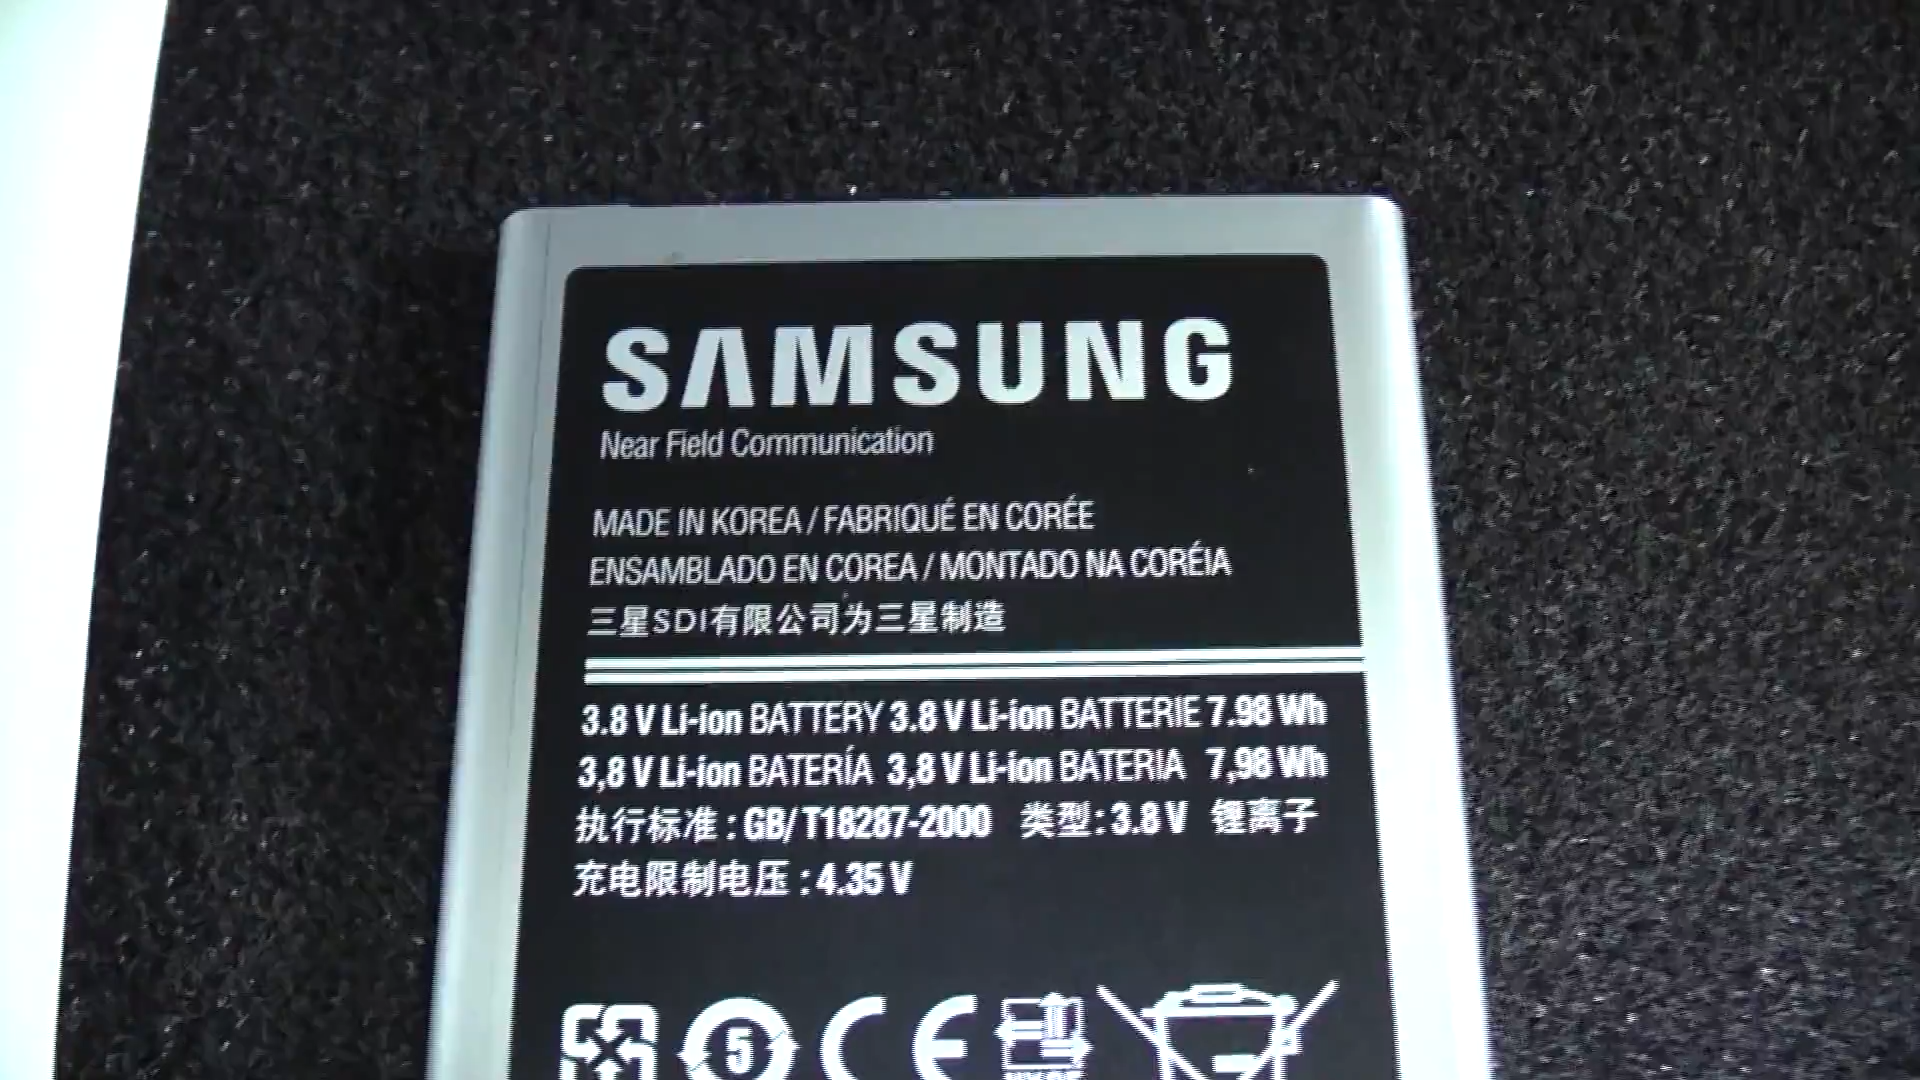 SAMSUNG
Near Field Communication
MADE IN KOREA / FABRIQUÉ EN CORÉE
ENSAMBLADO EN COREA / MONTADO NA CORÉIA
三星SDI有限公司为三星制造
3.8 V Li-ion BATTERY 3.8 V Li-ion BATTERIE 7.98 Wh
3,8 V Li-ion BATERÍA 3,8 V Li-ion BATERIA 7,98 Wh
执行标准 : GB/T18287-2000 类型 : 3.8 V 锂离子
充电限制电压 : 4.35 V
5 CE